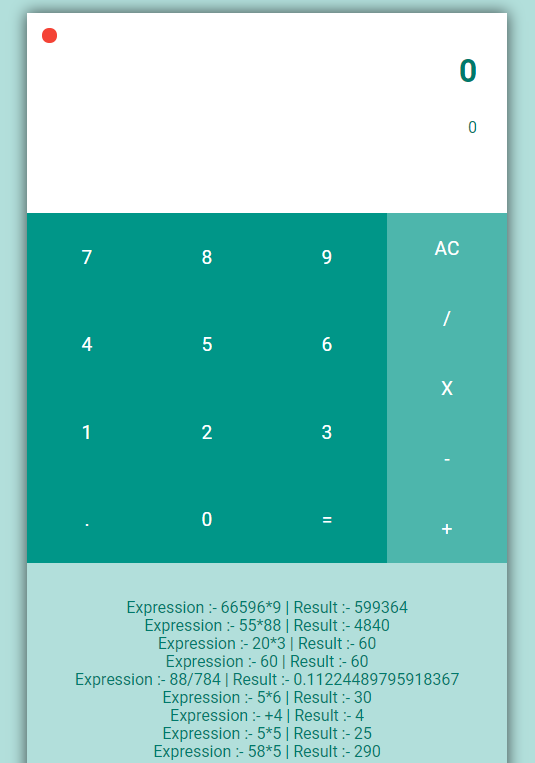 0
0
7 8 9 AC
/
4 5 6
X
1 2 3
-
. 0 =
+
Expression :- 66596*9 | Result :- 599364
Expression :- 55*88 | Result :- 4840
Expression :- 20*3 | Result :- 60
Expression :- 60 | Result :- 60
Expression :- 88/784 | Result :- 0.11224489795918367
Expression :- 5*6 | Result :- 30
Expression :- +4 | Result :- 4
Expression :- 5*5 | Result :- 25
Expression :- 58*5 | Result :- 290